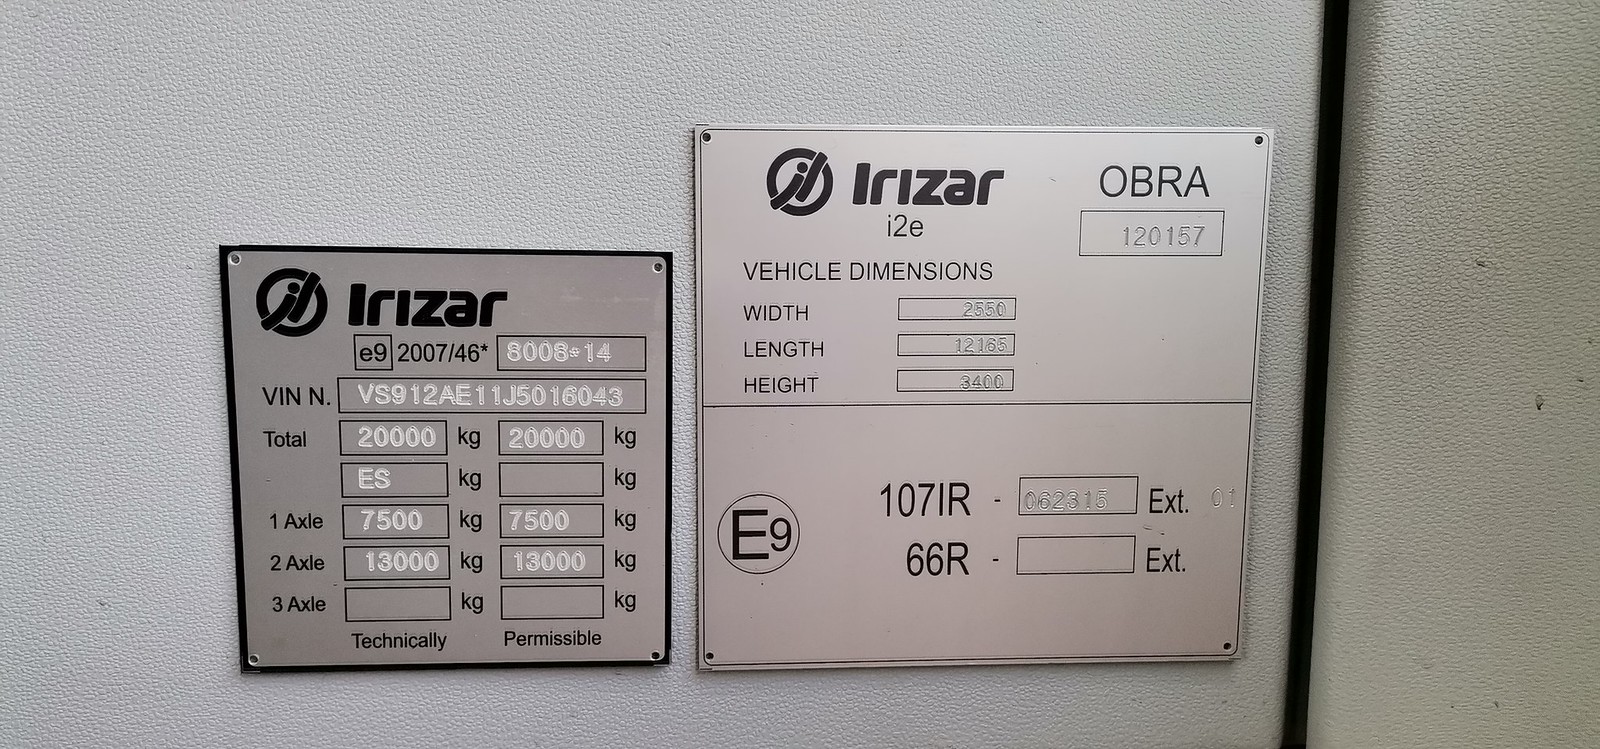 Irizar
e9 2007/46* 8008*14
VIN N. VS912AE11J5016043
Total 20000 kg 20000 kg
ES kg kg
1 Axle 7500 kg 7500 kg
2 Axle 13000 kg 13000 kg
3 Axle kg kg
Technically Permissible
Irizar OBRA
i2e 120157
VEHICLE DIMENSIONS
WIDTH 2550
LENGTH 12165
HEIGHT 3400
E9 107IR - 062315 Ext. 01
66R - Ext.